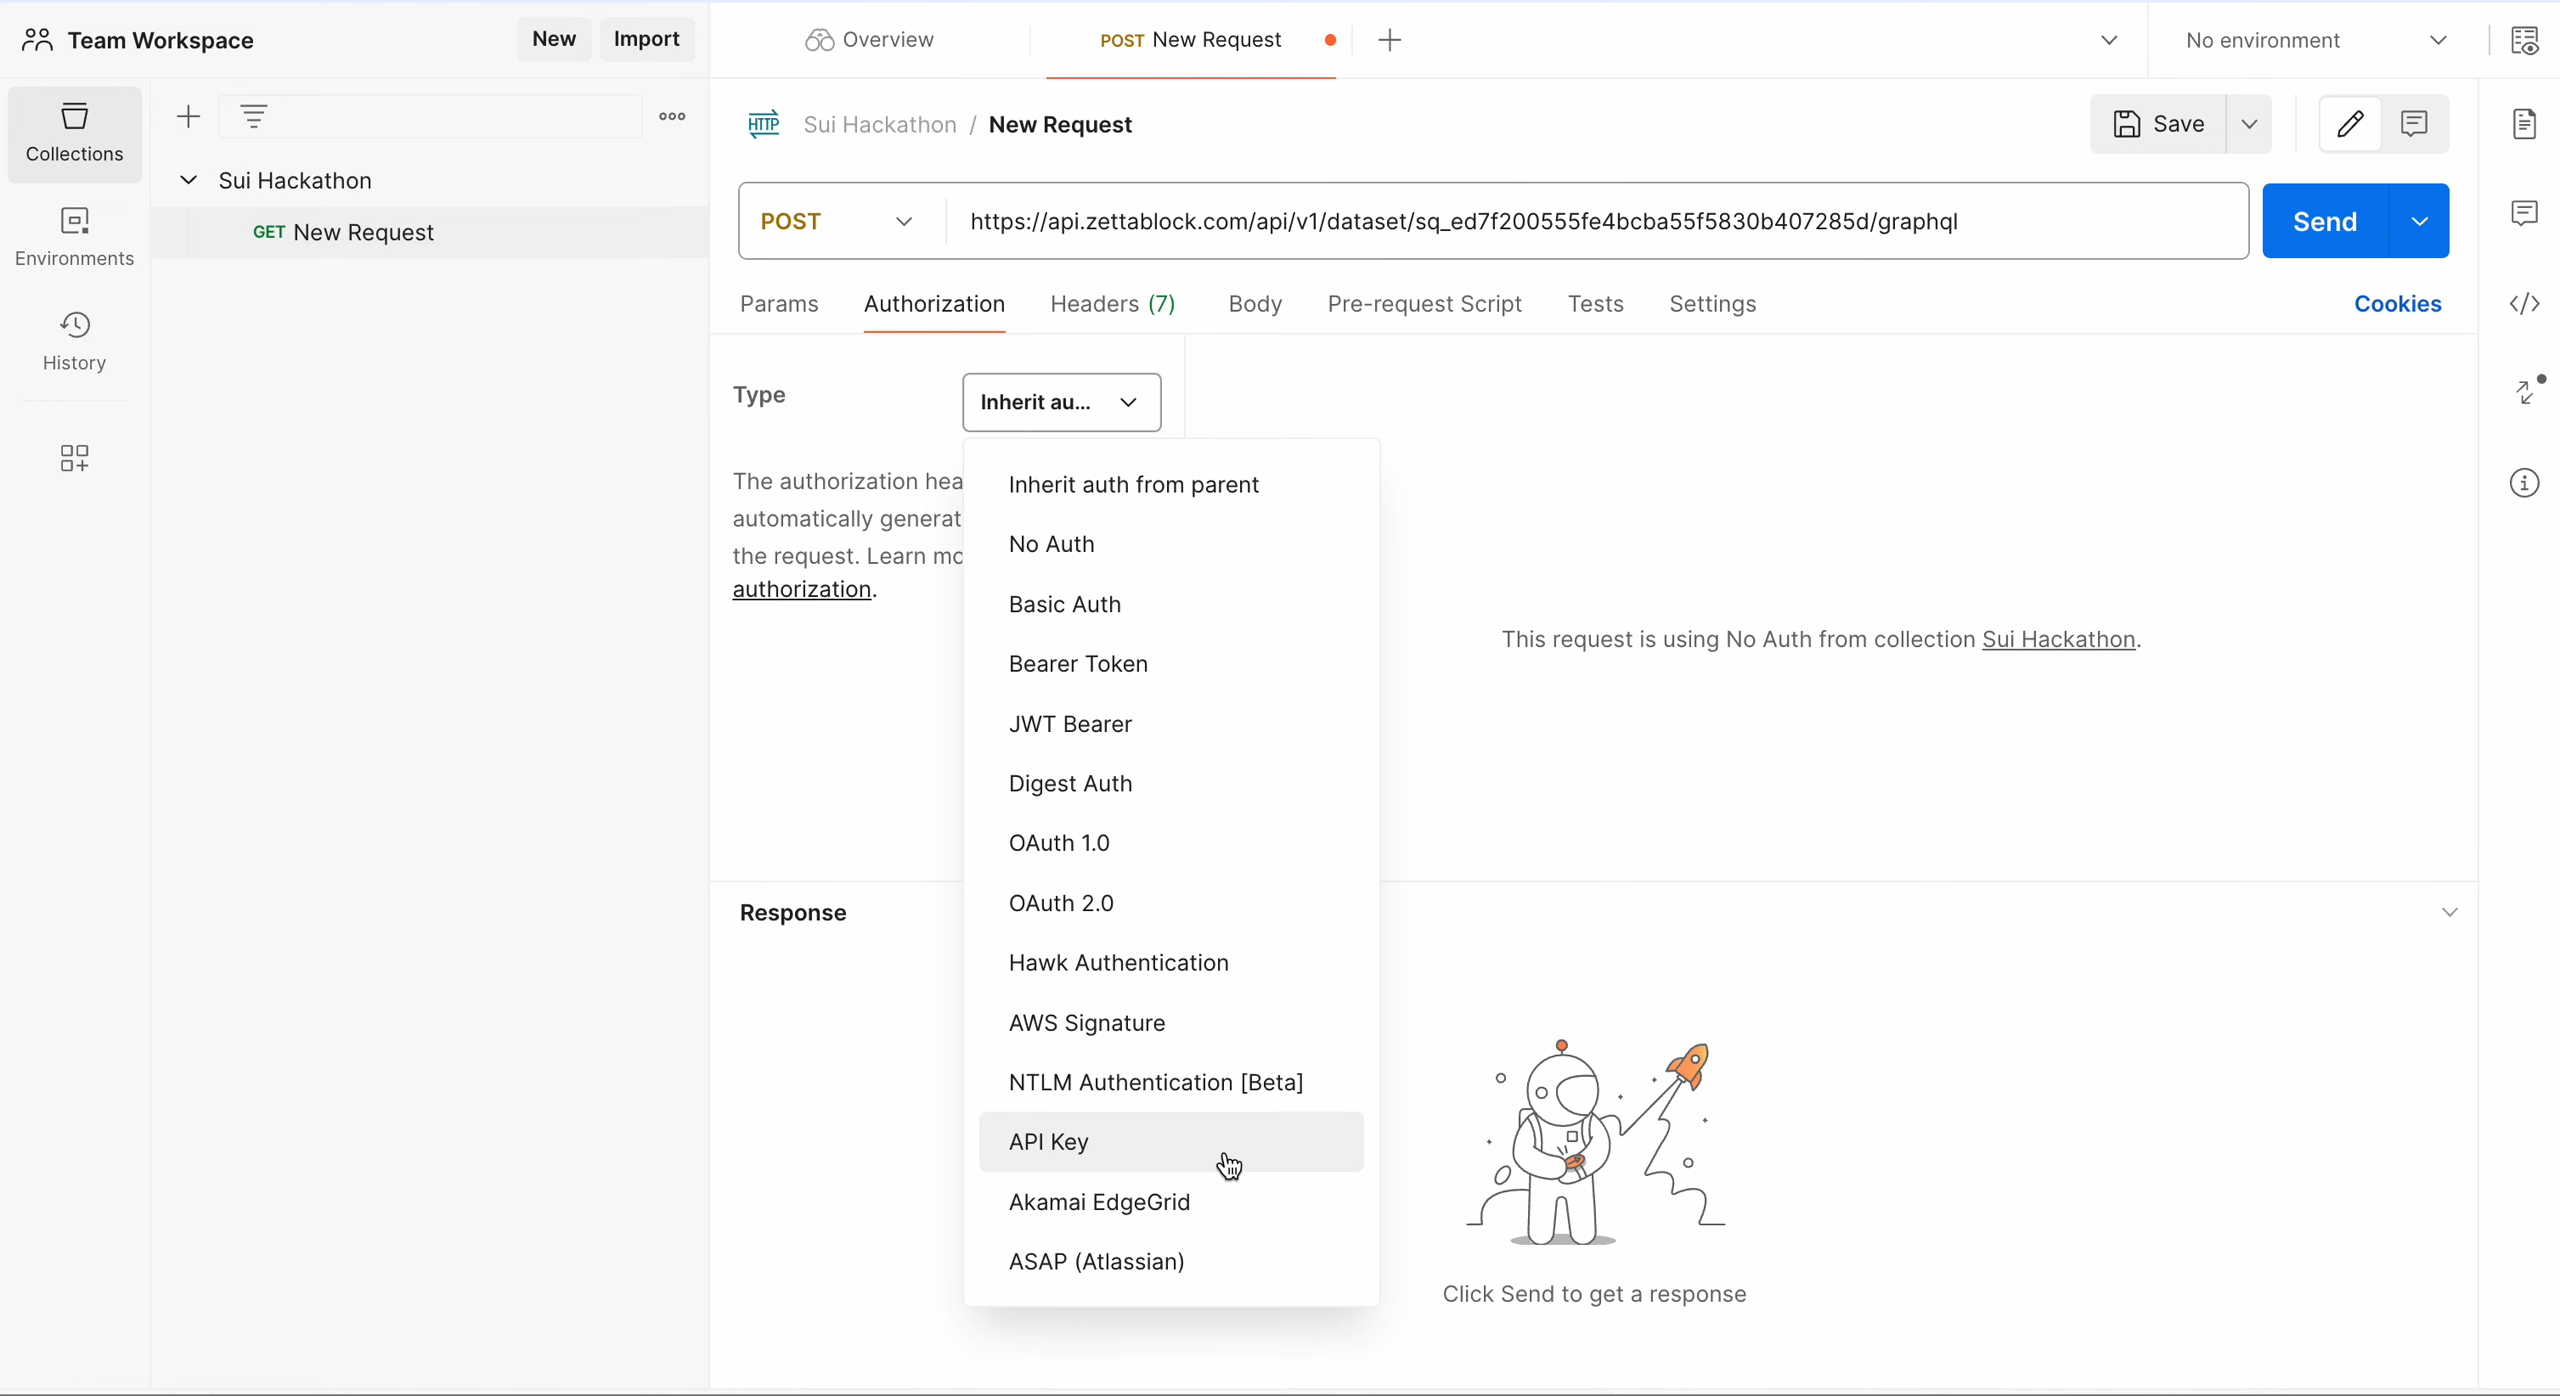 Team Workspace
New
Import
Overview
POST New Request
No environment
Collections
Environments
History
Sui Hackathon
GET New Request
HTTP
Sui Hackathon / New Request
Save
POST
https://api.zettablock.com/api/v1/dataset/sq_ed7f200555fe4bcba55f5830b407285d/graphql
Send
Params
Authorization
Headers (7)
Body
Pre-request Script
Tests
Settings
Cookies
Type
Inherit au...
The authorization hea
automatically generat
the request. Learn mo
authorization.
Inherit auth from parent
No Auth
Basic Auth
Bearer Token
JWT Bearer
Digest Auth
OAuth 1.0
OAuth 2.0
Hawk Authentication
AWS Signature
NTLM Authentication [Beta]
API Key
Akamai EdgeGrid
ASAP (Atlassian)
This request is using No Auth from collection Sui Hackathon.
Response
Click Send to get a response